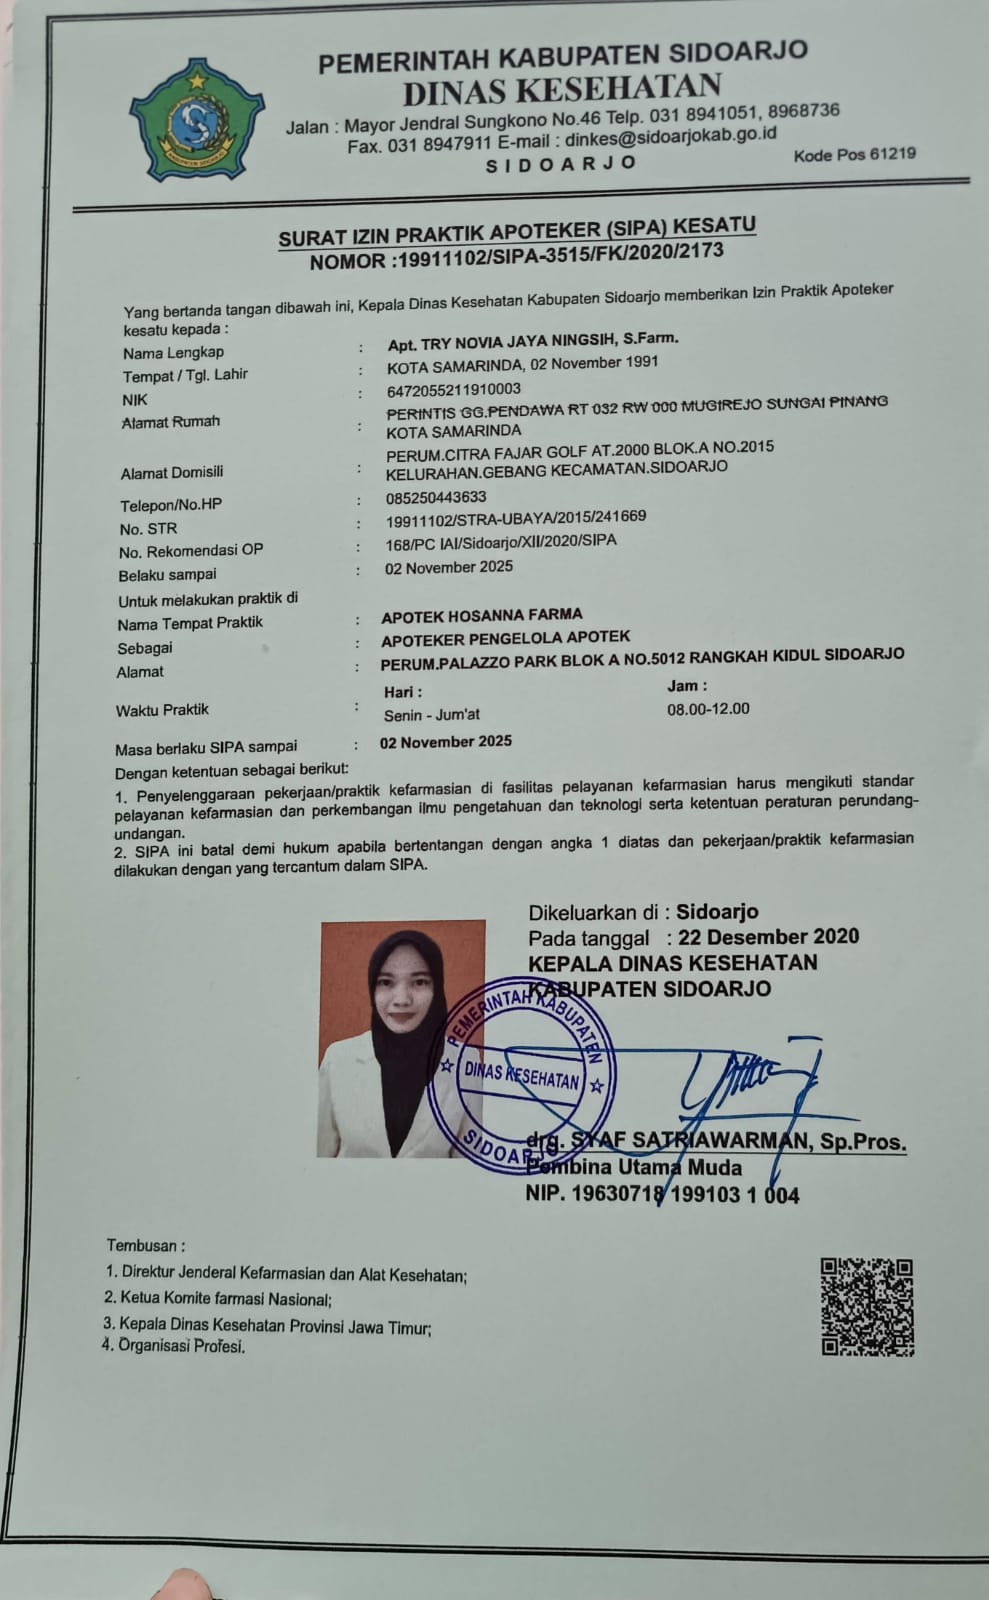 PEMERINTAH KABUPATEN SIDOARJO
DINAS KESEHATAN
Jalan : Mayor Jendral Sungkono No.46 Telp. 031 8941051, 8968736
Fax. 031 8947911 E-mail : dinkes@sidoarjokab.go.id
SIDOARJO
Kode Pos 61219
SURAT IZIN PRAKTIK APOTEKER (SIPA) KESATU
NOMOR :19911102/SIPA-3515/FK/2020/2173
Yang bertanda tangan dibawah ini, Kepala Dinas Kesehatan Kabupaten Sidoarjo memberikan Izin Praktik Apoteker
kesatu kepada :
Nama Lengkap : Apt. TRY NOVIA JAYA NINGSIH, S.Farm.
Tempat / Tgl. Lahir : KOTA SAMARINDA, 02 November 1991
NIK : 6472055211910003
Alamat Rumah : PERINTIS GG.PENDAWA RT 032 RW 000 MUGIREJO SUNGAI PINANG
KOTA SAMARINDA
Alamat Domisili : PERUM.CITRA FAJAR GOLF AT.2000 BLOK.A NO.2015
KELURAHAN.GEBANG KECAMATAN.SIDOARJO
Telepon/No.HP : 085250443633
No. STR : 19911102/STRA-UBAYA/2015/241669
No. Rekomendasi OP : 168/PC IAI/Sidoarjo/XII/2020/SIPA
Belaku sampai : 02 November 2025
Untuk melakukan praktik di
Nama Tempat Praktik : APOTEK HOSANNA FARMA
Sebagai : APOTEKER PENGELOLA APOTEK
Alamat : PERUM.PALAZZO PARK BLOK A NO.5012 RANGKAH KIDUL SIDOARJO
Hari : Jam :
Waktu Praktik : Senin - Jum'at 08.00-12.00
Masa berlaku SIPA sampai : 02 November 2025
Dengan ketentuan sebagai berikut:
1. Penyelenggaraan pekerjaan/praktik kefarmasian di fasilitas pelayanan kefarmasian harus mengikuti standar
pelayanan kefarmasian dan perkembangan ilmu pengetahuan dan teknologi serta ketentuan peraturan perundang-
undangan.
2. SIPA ini batal demi hukum apabila bertentangan dengan angka 1 diatas dan pekerjaan/praktik kefarmasian
dilakukan dengan yang tercantum dalam SIPA.
Dikeluarkan di : Sidoarjo
Pada tanggal : 22 Desember 2020
KEPALA DINAS KESEHATAN
KABUPATEN SIDOARJO
PEMERINTAH KABUPATEN
DINAS KESEHATAN
SIDOARJO
drg. SYAF SATRIAWARMAN, Sp.Pros.
Pembina Utama Muda
NIP. 19630718 199103 1 004
Tembusan :
1. Direktur Jenderal Kefarmasian dan Alat Kesehatan;
2. Ketua Komite farmasi Nasional;
3. Kepala Dinas Kesehatan Provinsi Jawa Timur;
4. Organisasi Profesi.